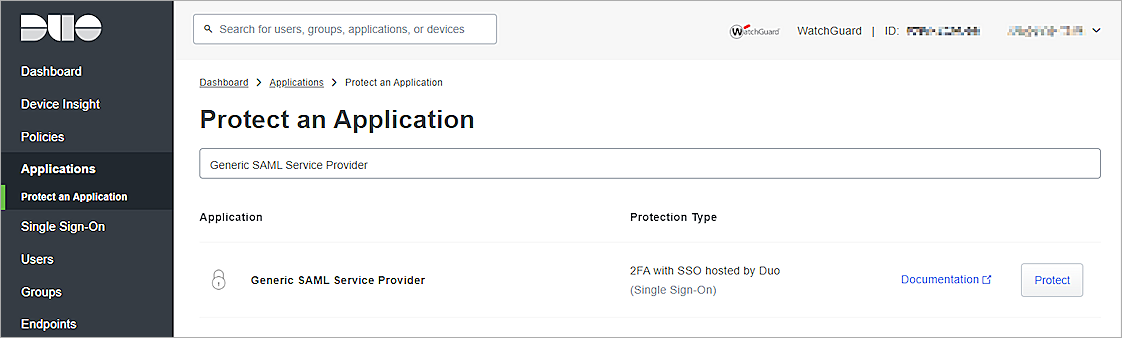 DUO
Search for users, groups, applications, or devices
WatchGuard WatchGuard | ID:
Dashboard
Device Insight
Policies
Applications
Protect an Application
Single Sign-On
Users
Groups
Endpoints
Dashboard > Applications > Protect an Application
Protect an Application
Generic SAML Service Provider
Application Protection Type
Generic SAML Service Provider
2FA with SSO hosted by Duo
(Single Sign-On)
Documentation
Protect